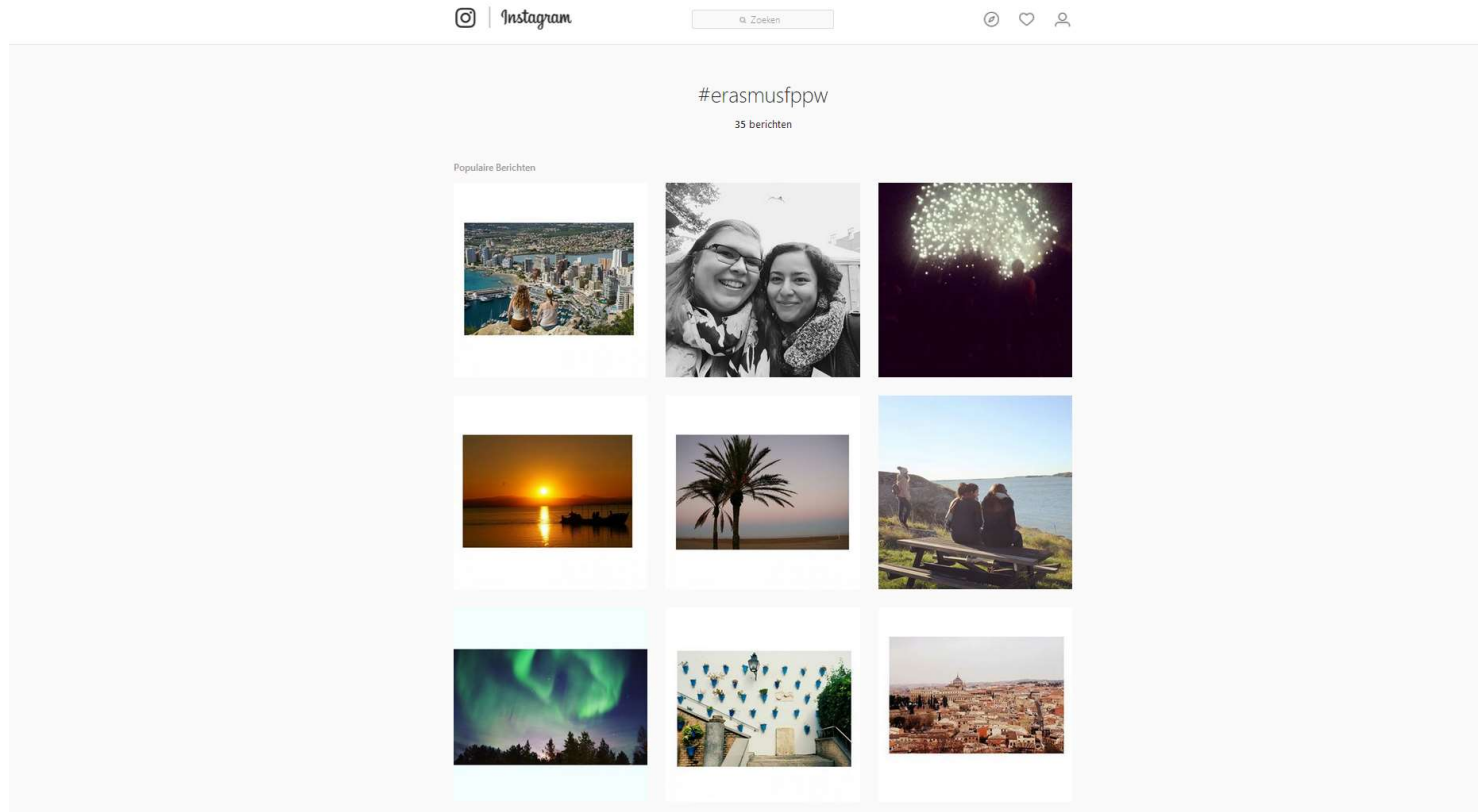 Instagram
Zoeken
#erasmusfppw
35 berichten
Populaire Berichten